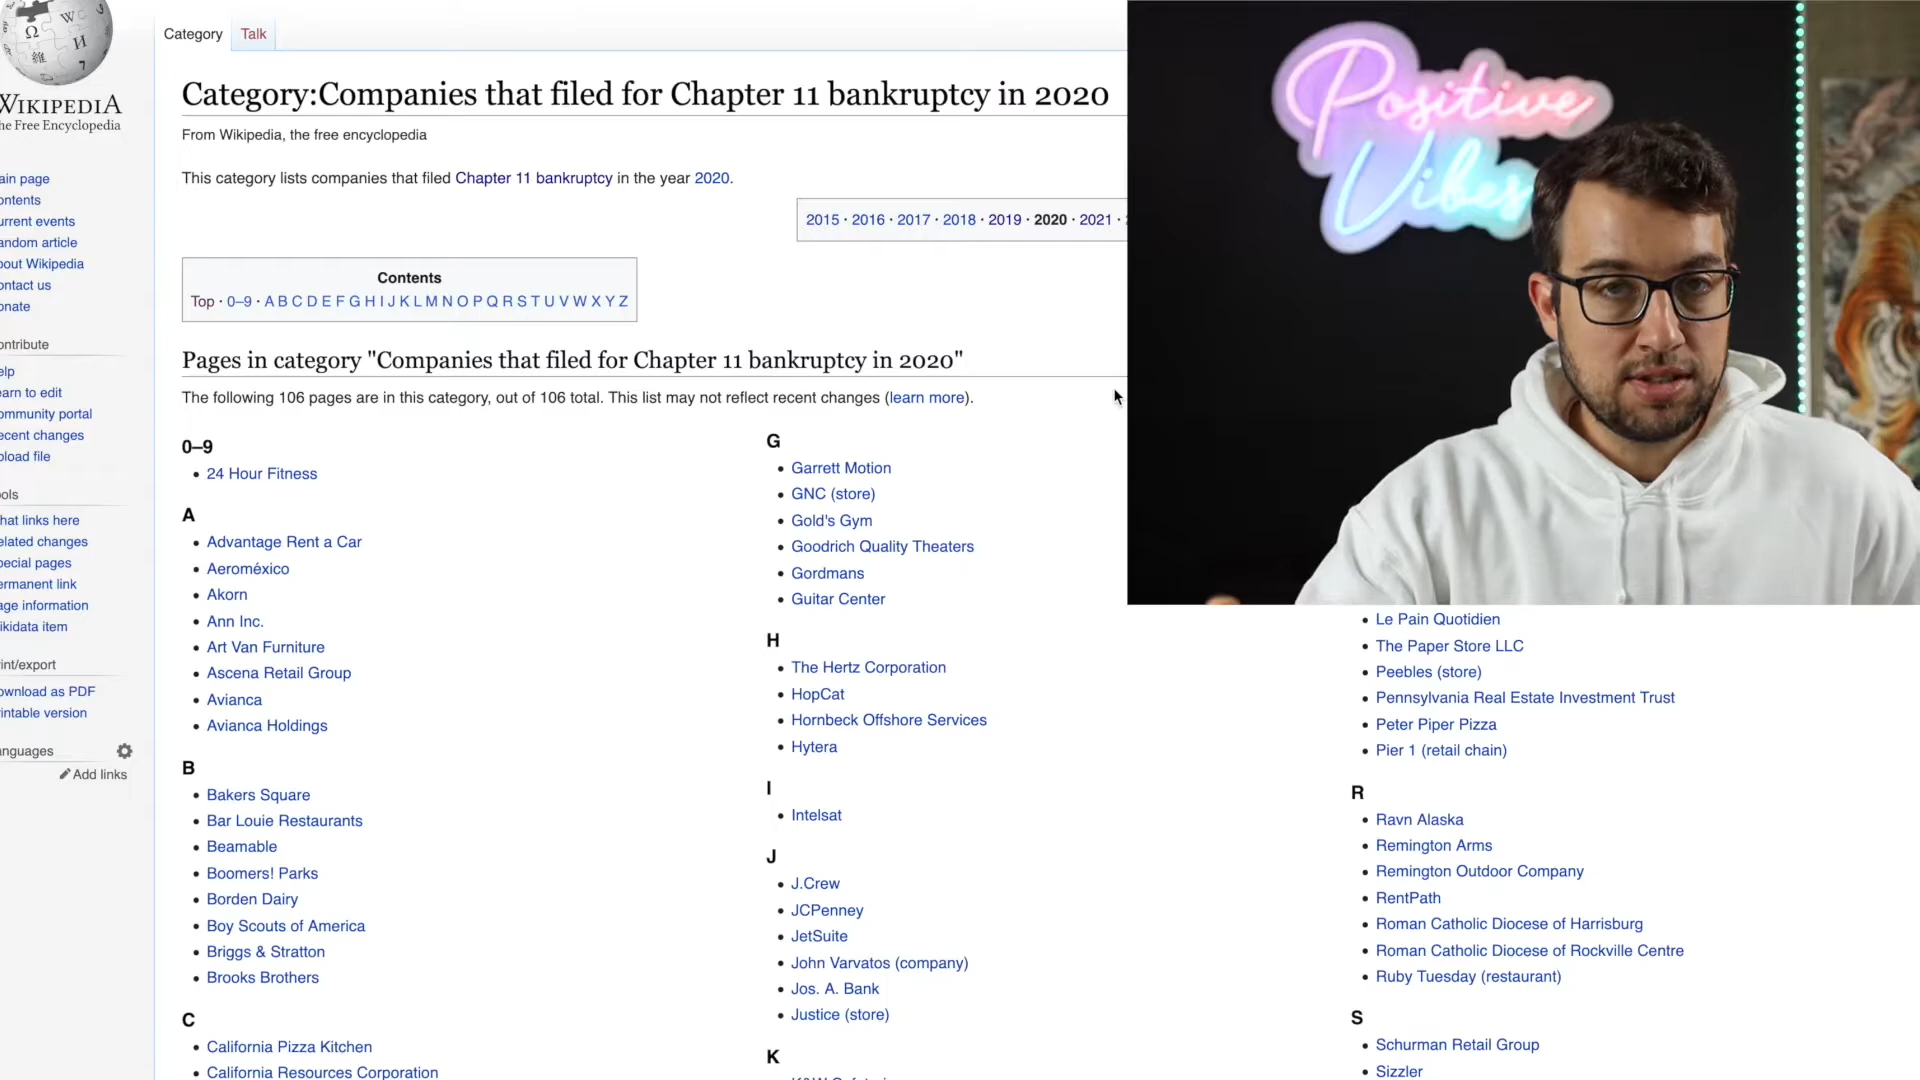 WIKIPEDIA
he Free Encyclopedia
ain page
ontents
urrent events
andom article
bout Wikipedia
ontact us
onate
ontribute
elp
earn to edit
ommunity portal
ecent changes
pload file
ools
hat links here
elated changes
pecial pages
ermanent link
age information
ikidata item
rint/export
ownload as PDF
rintable version
anguages
Add links
Category
Talk
Category:Companies that filed for Chapter 11 bankruptcy in 2020
From Wikipedia, the free encyclopedia
This category lists companies that filed Chapter 11 bankruptcy in the year 2020.
2015 · 2016 · 2017 · 2018 · 2019 · 2020 · 2021 ·
Contents
Top · 0–9 · A B C D E F G H I J K L M N O P Q R S T U V W X Y Z
Pages in category "Companies that filed for Chapter 11 bankruptcy in 2020"
The following 106 pages are in this category, out of 106 total. This list may not reflect recent changes (learn more).
0–9
24 Hour Fitness
A
Advantage Rent a Car
Aeroméxico
Akorn
Ann Inc.
Art Van Furniture
Ascena Retail Group
Avianca
Avianca Holdings
B
Bakers Square
Bar Louie Restaurants
Beamable
Boomers! Parks
Borden Dairy
Boy Scouts of America
Briggs & Stratton
Brooks Brothers
C
California Pizza Kitchen
California Resources Corporation
G
Garrett Motion
GNC (store)
Gold's Gym
Goodrich Quality Theaters
Gordmans
Guitar Center
H
The Hertz Corporation
HopCat
Hornbeck Offshore Services
Hytera
I
Intelsat
J
J.Crew
JCPenney
JetSuite
John Varvatos (company)
Jos. A. Bank
Justice (store)
K
Le Pain Quotidien
The Paper Store LLC
Peebles (store)
Pennsylvania Real Estate Investment Trust
Peter Piper Pizza
Pier 1 (retail chain)
R
Ravn Alaska
Remington Arms
Remington Outdoor Company
RentPath
Roman Catholic Diocese of Harrisburg
Roman Catholic Diocese of Rockville Centre
Ruby Tuesday (restaurant)
S
Schurman Retail Group
Sizzler
Positive
Vibes